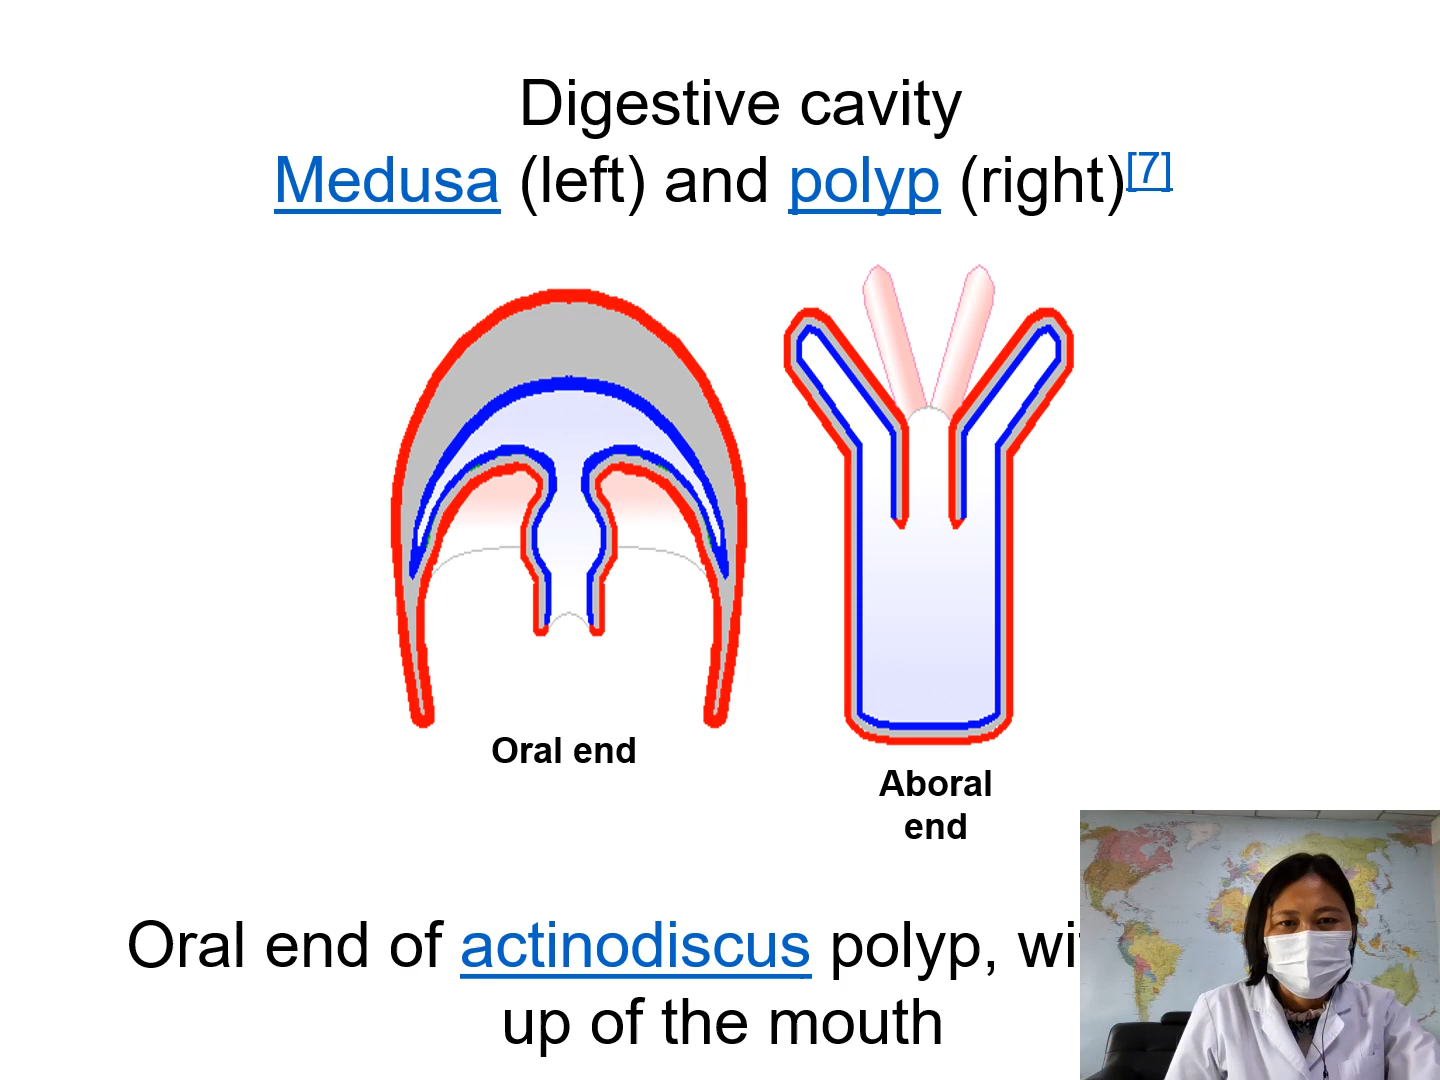 Digestive cavity
Medusa (left) and polyp (right)[7]
Oral end
Aboral
end
Oral end of actinodiscus polyp,
up of the mouth